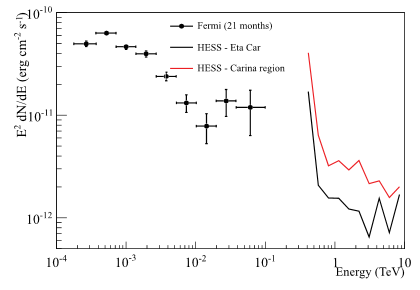 10⁻¹⁰
Fermi (21 months)
HESS - Eta Car
HESS - Carina region
E² dN/dE (erg cm⁻² s⁻¹)
10⁻¹¹
10⁻¹²
10⁻⁴ 10⁻³ 10⁻² 10⁻¹ 1 10
Energy (TeV)